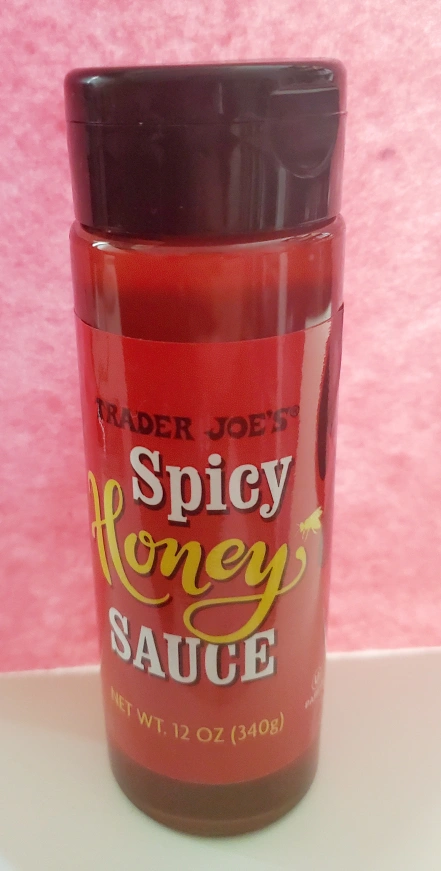 TRADER JOE'S®
Spicy
Honey
SAUCE
NET WT. 12 OZ (340g)